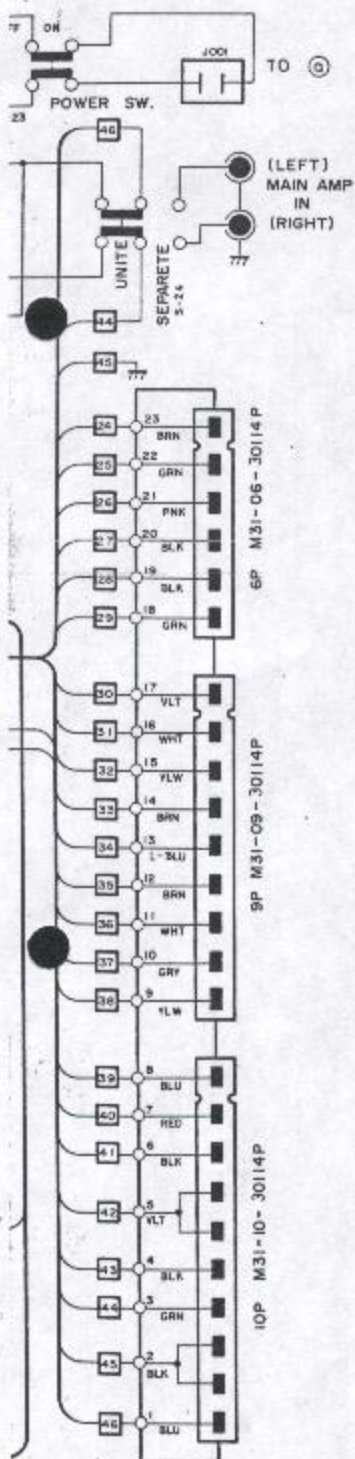 ON
J001
TO ⓐ
POWER SW.
23
46
(LEFT)
MAIN AMP
IN
(RIGHT)
UNITE
SEPARETE
S-24
44
45
24 23 BRN
25 22 GRN
26 21 PNK
27 20 BLK
28 19 BLK
29 18 GRN
6P M31-06-30114P
30 17 VLT
31 16 WHT
32 15 YLW
33 14 BRN
34 13 L-BLU
35 12 BRN
36 11 WHT
37 10 GRY
38 9 YLW
9P M31-09-30114P
39 8 BLU
40 7 RED
41 6 BLK
42 5 VLT
43 4 BLK
44 3 GRN
45 2 BLK
46 1 BLU
10P M31-10-30114P